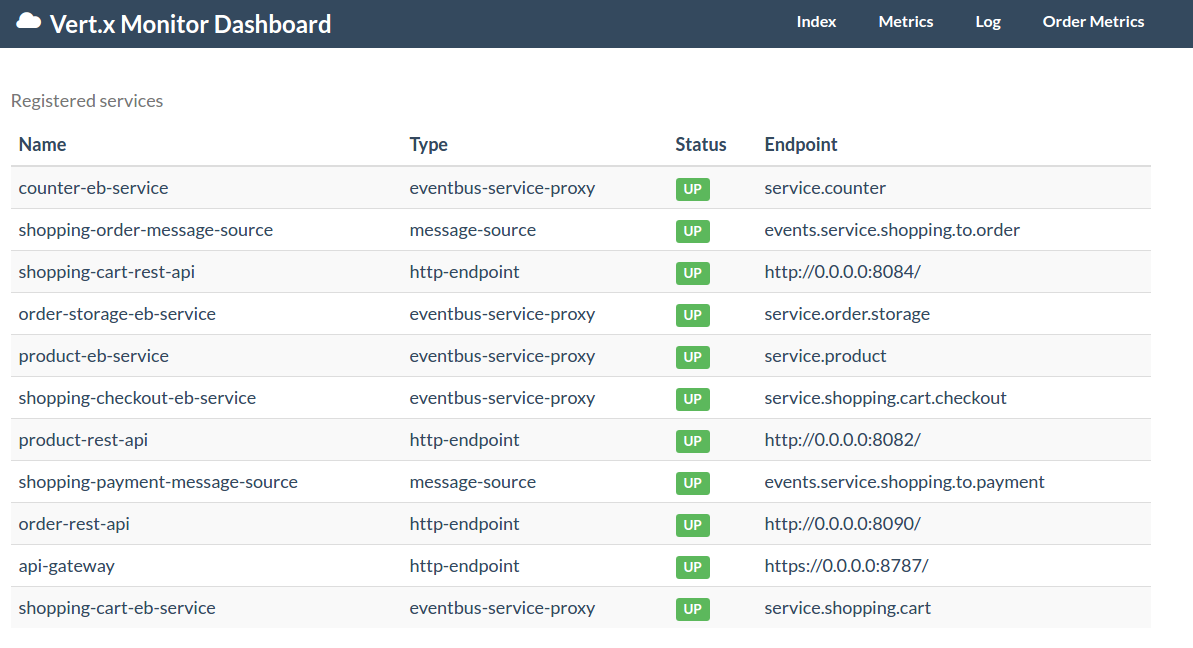 Vert.x Monitor Dashboard Index Metrics Log Order Metrics
Registered services
Name Type Status Endpoint
counter-eb-service eventbus-service-proxy UP service.counter
shopping-order-message-source message-source UP events.service.shopping.to.order
shopping-cart-rest-api http-endpoint UP http://0.0.0.0:8084/
order-storage-eb-service eventbus-service-proxy UP service.order.storage
product-eb-service eventbus-service-proxy UP service.product
shopping-checkout-eb-service eventbus-service-proxy UP service.shopping.cart.checkout
product-rest-api http-endpoint UP http://0.0.0.0:8082/
shopping-payment-message-source message-source UP events.service.shopping.to.payment
order-rest-api http-endpoint UP http://0.0.0.0:8090/
api-gateway http-endpoint UP https://0.0.0.0:8787/
shopping-cart-eb-service eventbus-service-proxy UP service.shopping.cart